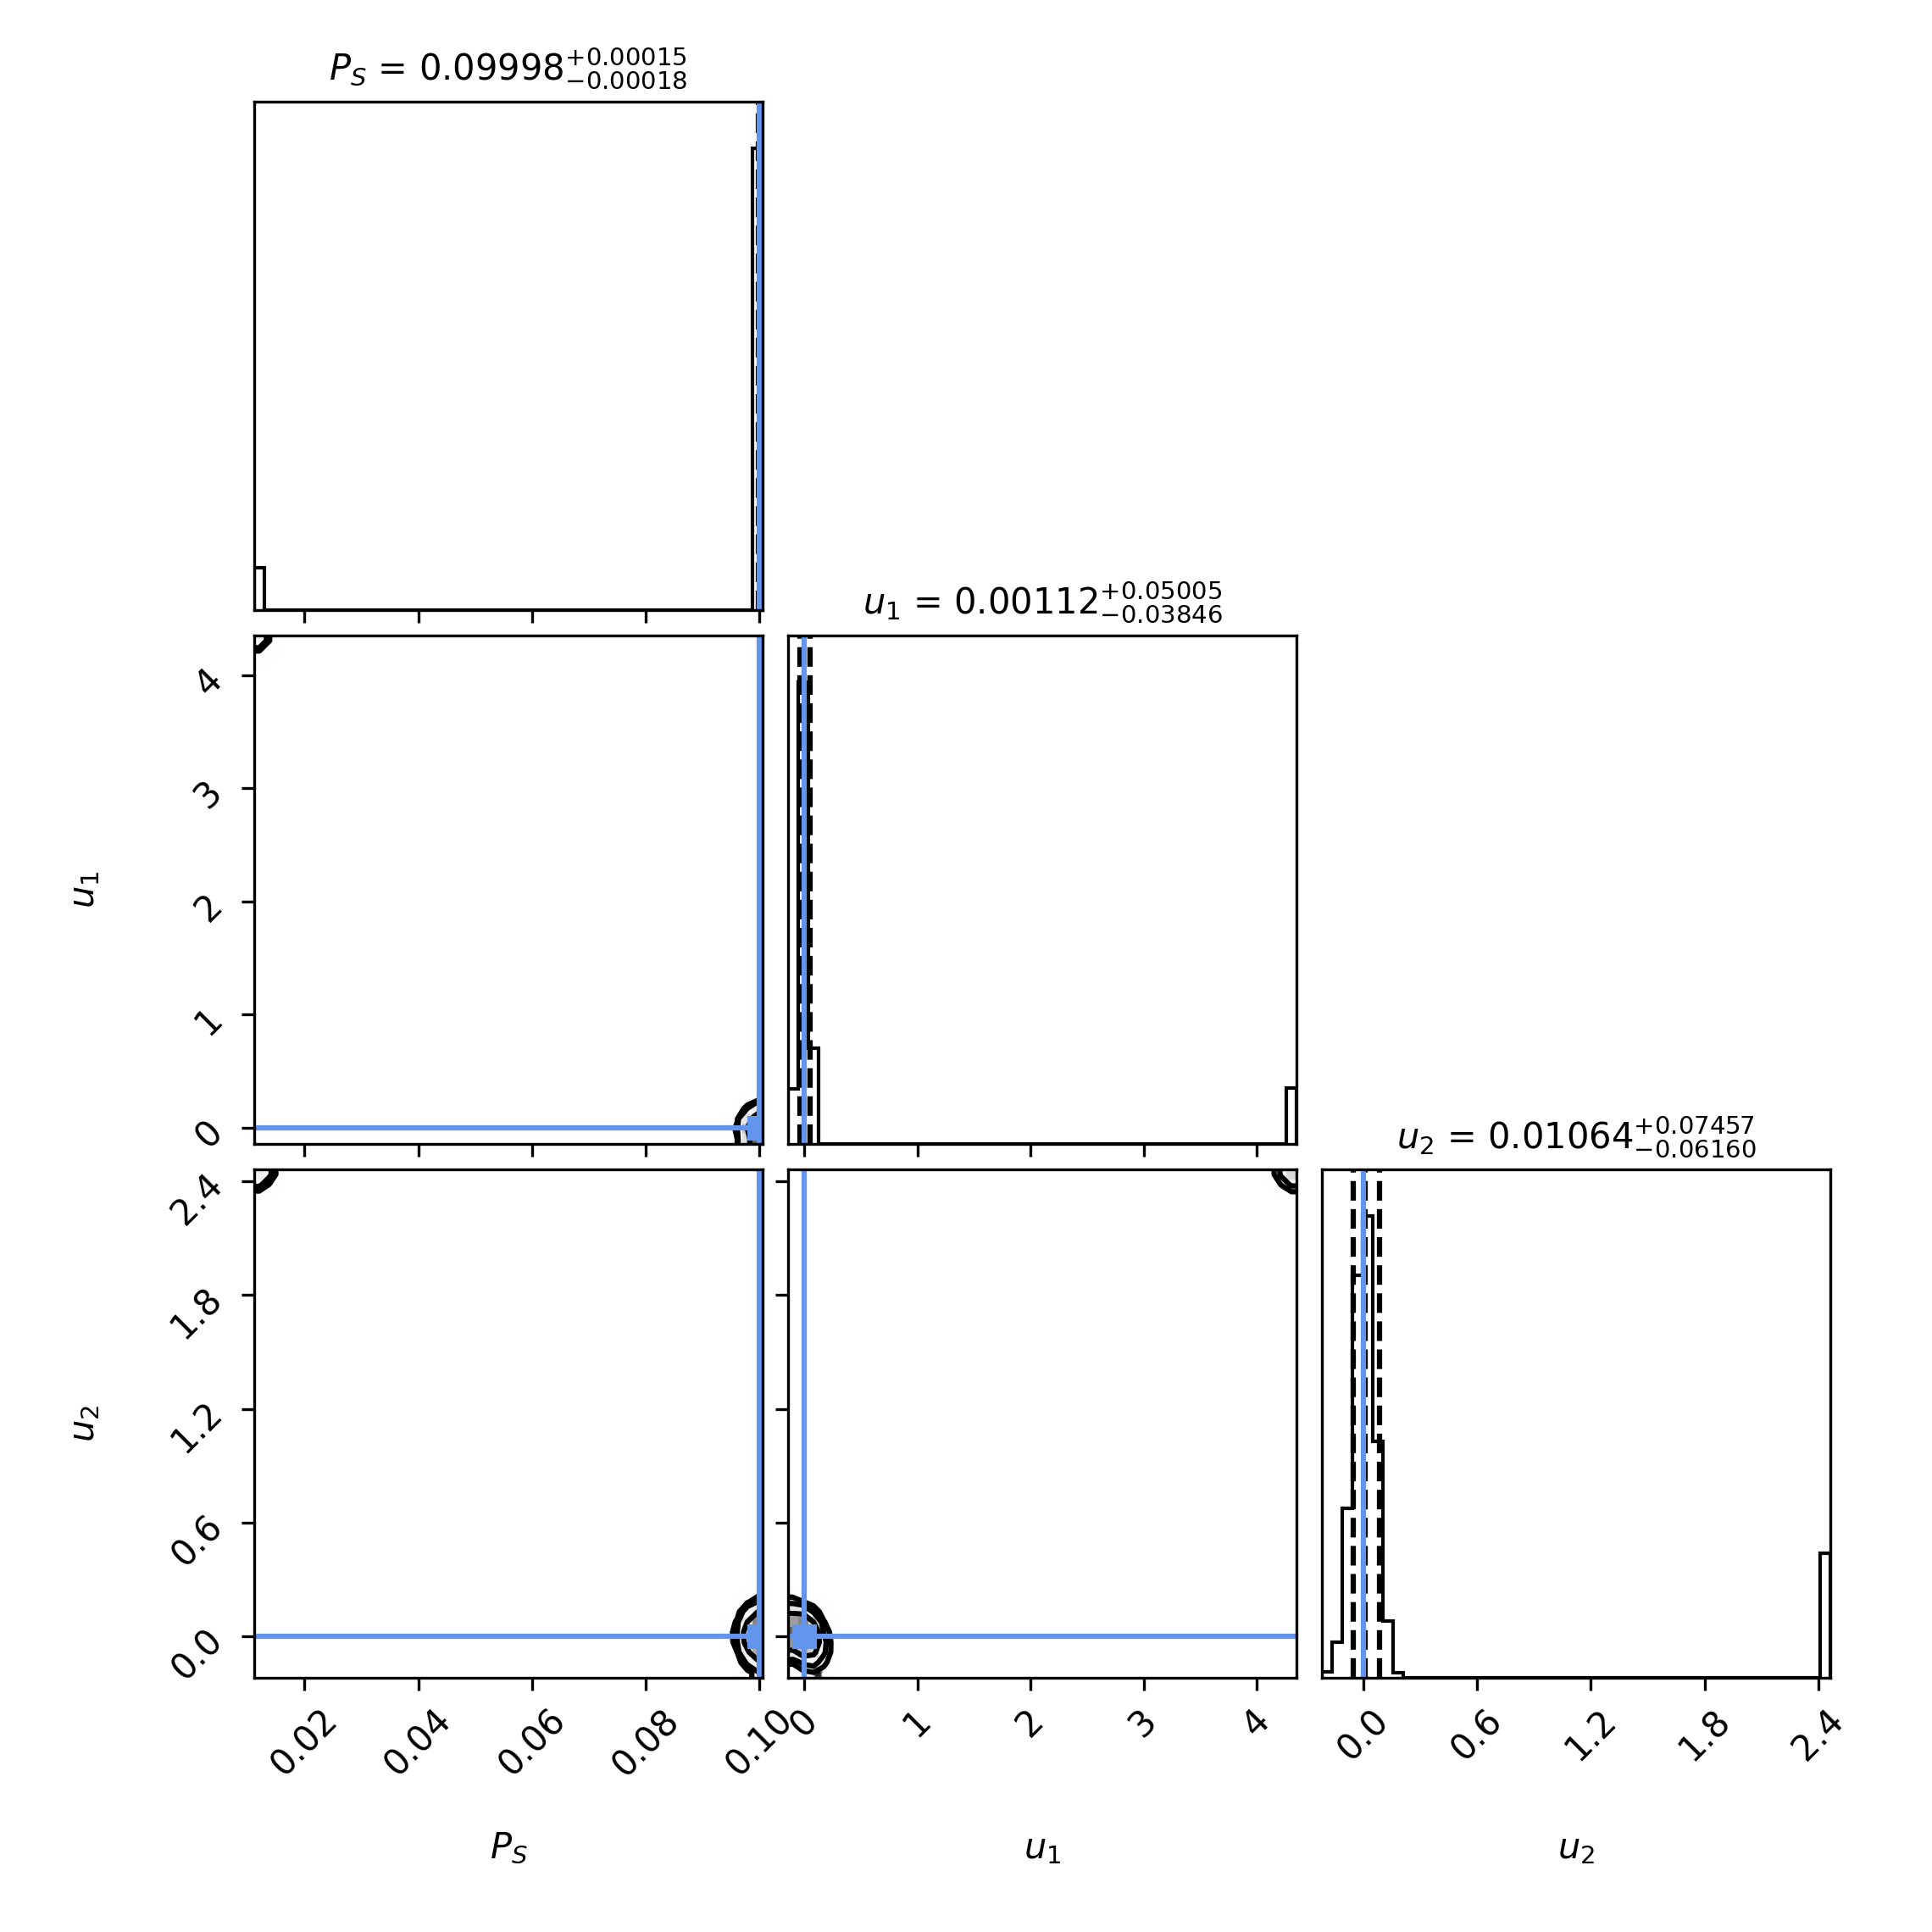 P_S = 0.09998^{+0.00015}_{−0.00018}
u_1 = 0.00112^{+0.05005}_{−0.03846}
4
3
2
1
0
u_1
u_2 = 0.01064^{+0.07457}_{−0.06160}
2.4
1.8
1.2
0.6
0.0
u_2
0.02 0.04 0.06 0.08 0.10 0 1 2 3 4 0.0 0.6 1.2 1.8 2.4
P_S u_1 u_2